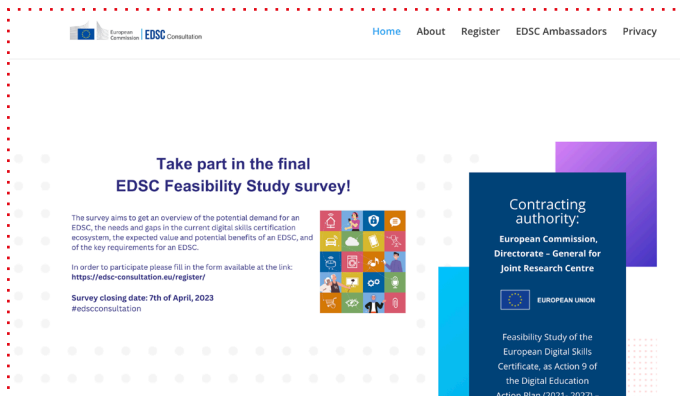 European
Commission
EDSC Consultation
Home About Register EDSC Ambassadors Privacy
Take part in the final
EDSC Feasibility Study survey!
The survey aims to get an overview of the potential demand for an
EDSC, the needs and gaps in the current digital skills certification
ecosystem, the expected value and potential benefits of an EDSC, and
of the key requirements for an EDSC.
In order to participate please fill in the form available at the link:
https://edsc-consultation.eu/register/
Survey closing date: 7th of April, 2023
#edscconsultation
Contracting
authority:
European Commission,
Directorate – General for
Joint Research Centre
EUROPEAN UNION
Feasibility Study of the
European Digital Skills
Certificate, as Action 9 of
the Digital Education
Action Plan (2021- 2027) –